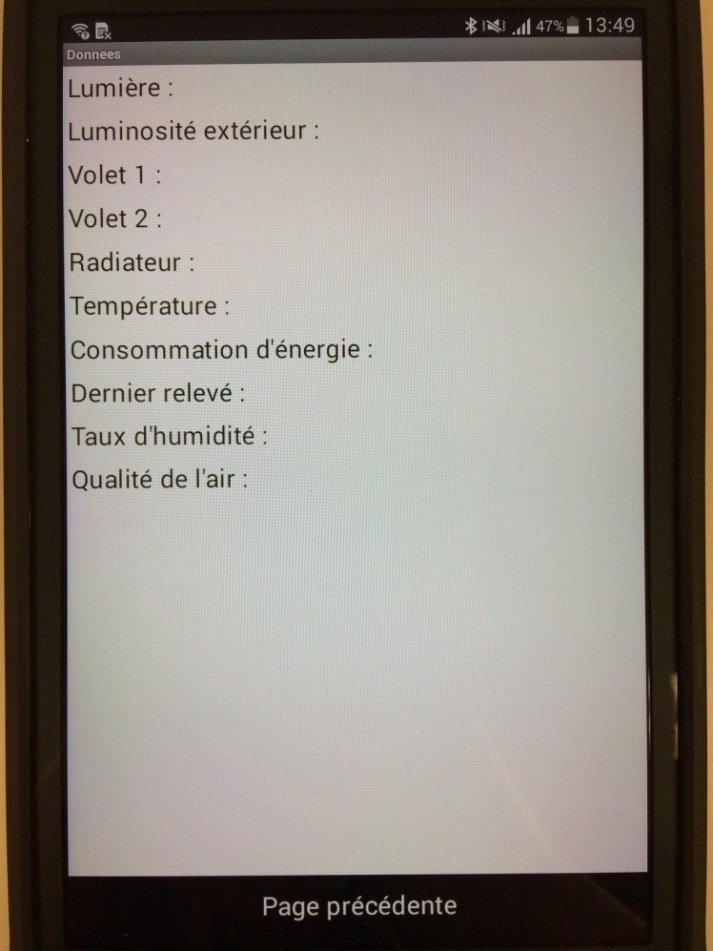 47% 13:49
Donnees
Lumière :
Luminosité extérieur :
Volet 1 :
Volet 2 :
Radiateur :
Température :
Consommation d'énergie :
Dernier relevé :
Taux d'humidité :
Qualité de l'air :
Page précédente